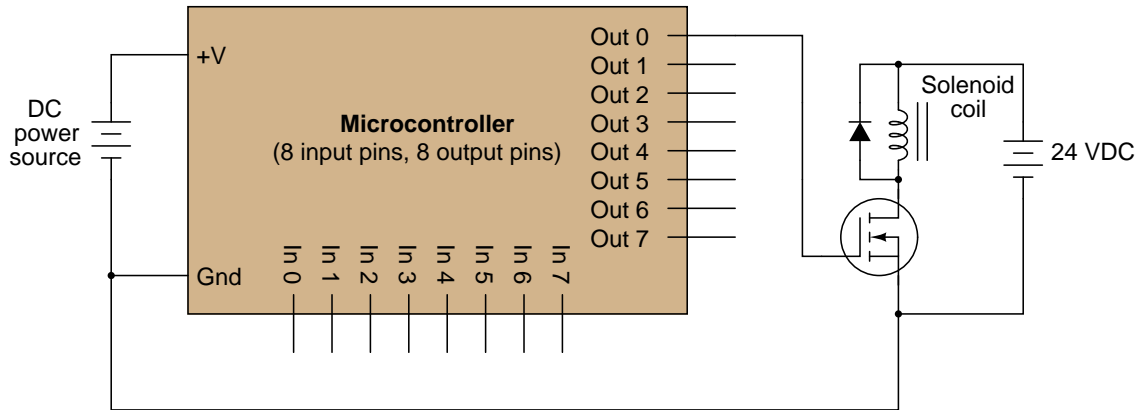 +V
DC
power
source
Gnd
Microcontroller
(8 input pins, 8 output pins)
Out 0
Out 1
Out 2
Out 3
Out 4
Out 5
Out 6
Out 7
In 0
In 1
In 2
In 3
In 4
In 5
In 6
In 7
Solenoid
coil
24 VDC